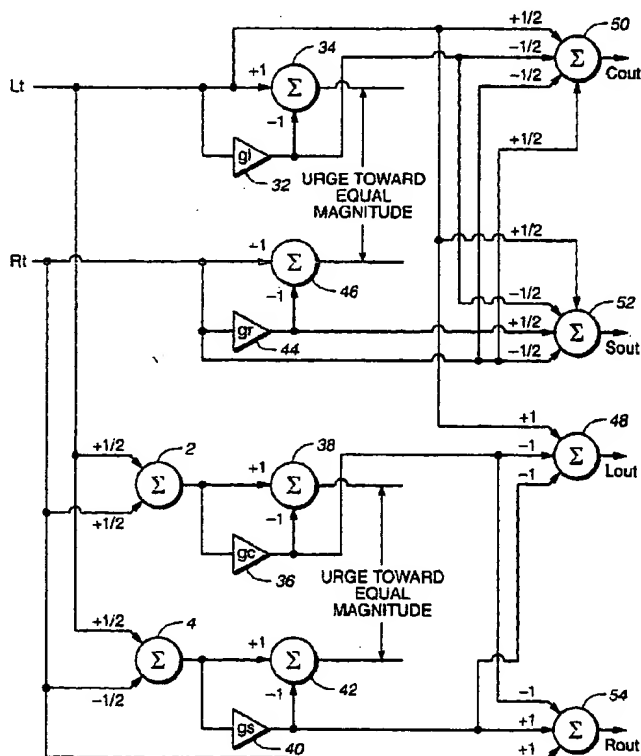 +1/2
50
34
Σ
-1/2
Σ
Cout
-1/2
Lt
+1
-1
gl
32
+1/2
URGE TOWARD
EQUAL
MAGNITUDE
+1/2
Rt
+1
Σ
46
-1
-1/2
52
gr
44
+1/2
Σ
Sout
-1/2
+1
48
+1/2
2
38
-1
Σ
Lout
Σ
+1
Σ
-1
+1/2
-1
gc
36
URGE TOWARD
EQUAL
MAGNITUDE
+1/2
4
Σ
+1
Σ
42
-1/2
-1
-1
54
gs
40
+1
Σ
Rout
+1